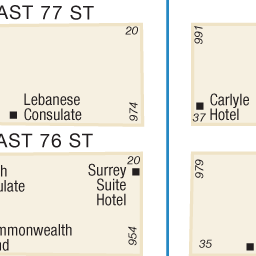 AST 77 ST
20
991
Lebanese
Consulate
974
Carlyle
Hotel
37
AST 76 ST
20
979
h
ulate
Surrey
Suite
Hotel
mmonwealth
nd
954
35